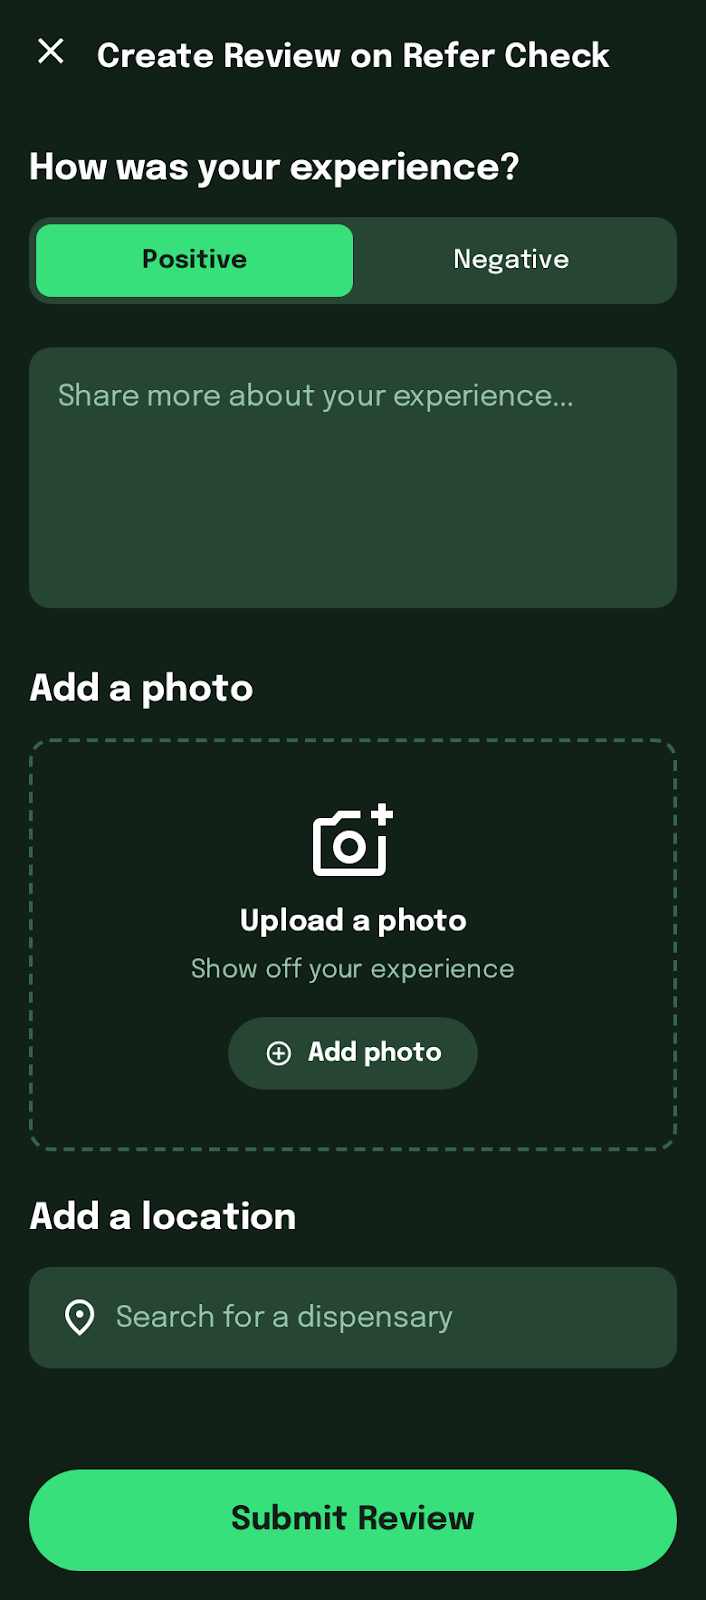 Create Review on Refer Check
How was your experience?
Positive
Negative
Share more about your experience...
Add a photo
Upload a photo
Show off your experience
Add photo
Add a location
Search for a dispensary
Submit Review